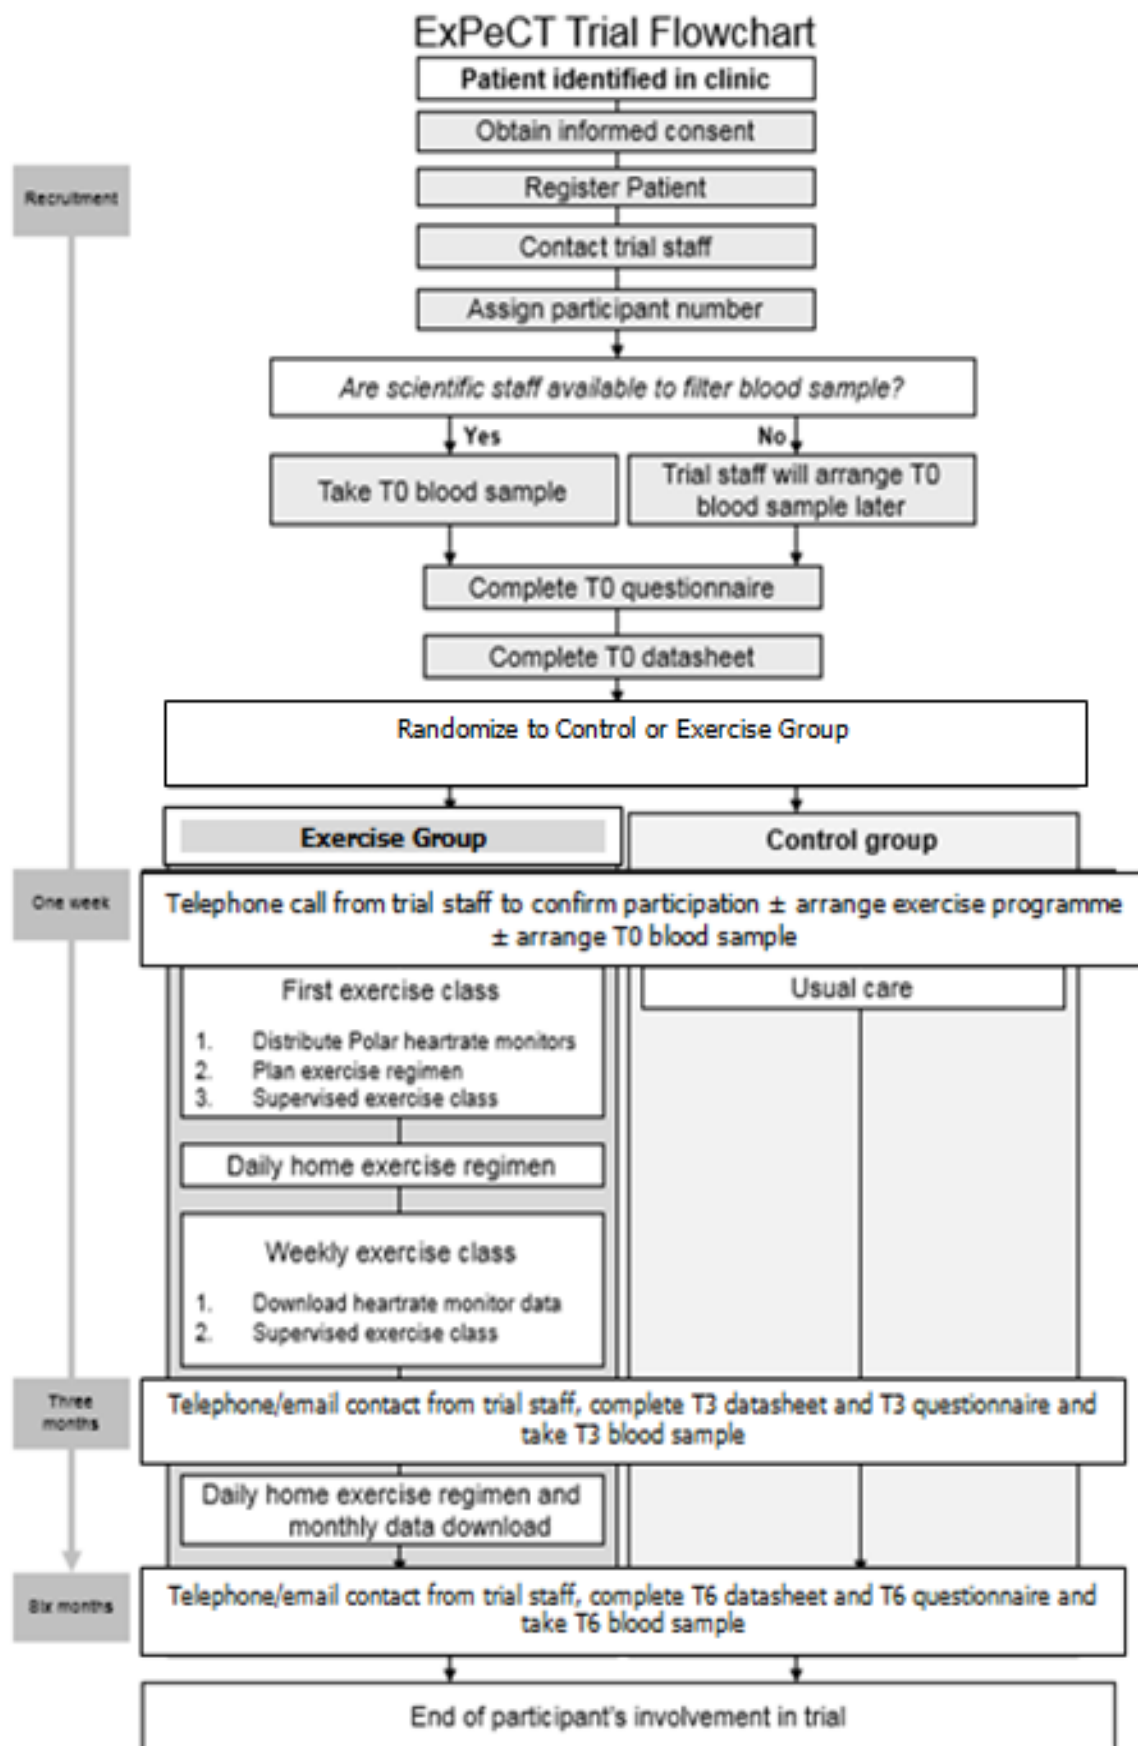 ExPeCT Trial Flowchart
Patient identified in clinic
Obtain informed consent
Recruitment
Register Patient
Contact trial staff
Assign participant number
Are scientific staff available to filter blood sample?
Yes
No
Take T0 blood sample
Trial staff will arrange T0
blood sample later
Complete T0 questionnaire
Complete T0 datasheet
Randomize to Control or Exercise Group
Exercise Group
Control group
One week
Telephone call from trial staff to confirm participation ± arrange exercise programme
± arrange T0 blood sample
First exercise class
1. Distribute Polar heartrate monitors
2. Plan exercise regimen
3. Supervised exercise class
Usual care
Daily home exercise regimen
Weekly exercise class
1. Download heartrate monitor data
2. Supervised exercise class
Three
months
Telephone/email contact from trial staff, complete T3 datasheet and T3 questionnaire and
take T3 blood sample
Daily home exercise regimen and
monthly data download
Six months
Telephone/email contact from trial staff, complete T6 datasheet and T6 questionnaire and
take T6 blood sample
End of participant's involvement in trial